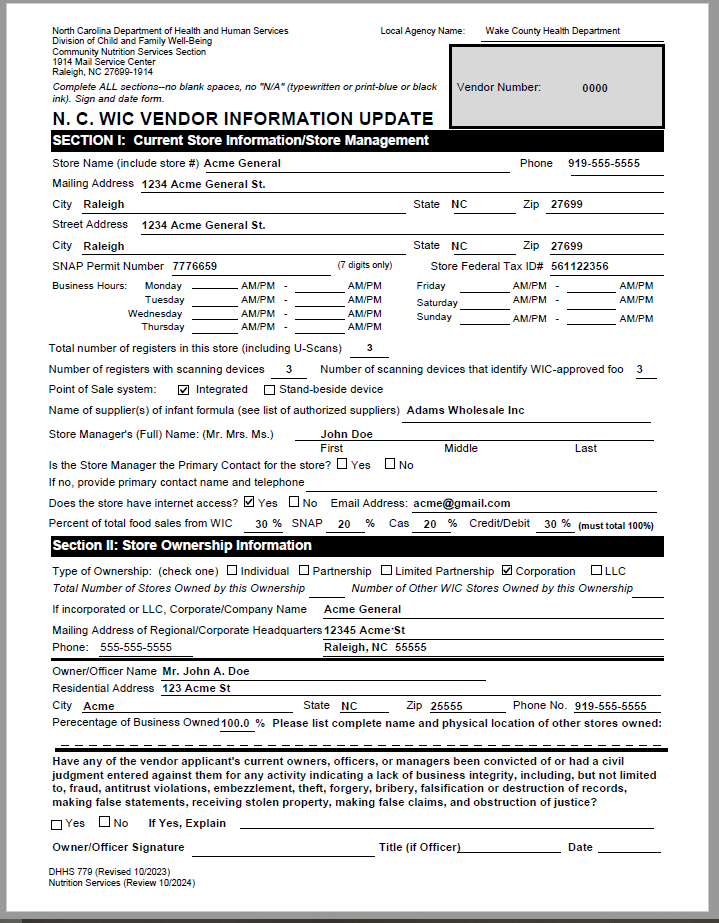 North Carolina Department of Health and Human Services Local Agency Name: Wake County Health Department
Division of Child and Family Well-Being
Community Nutrition Services Section
1914 Mail Service Center
Raleigh, NC 27699-1914
Complete ALL sections--no blank spaces, no "N/A" (typewritten or print-blue or black
ink). Sign and date form.
Vendor Number: 0000
N. C. WIC VENDOR INFORMATION UPDATE
SECTION I: Current Store Information/Store Management
Store Name (include store #) Acme General Phone 919-555-5555
Mailing Address 1234 Acme General St.
City Raleigh State NC Zip 27699
Street Address 1234 Acme General St.
City Raleigh State NC Zip 27699
SNAP Permit Number 7776659 (7 digits only) Store Federal Tax ID# 561122356
Business Hours: Monday AM/PM - AM/PM Friday AM/PM - AM/PM
Tuesday AM/PM - AM/PM Saturday AM/PM - AM/PM
Wednesday AM/PM - AM/PM Sunday AM/PM - AM/PM
Thursday AM/PM - AM/PM
Total number of registers in this store (including U-Scans) 3
Number of registers with scanning devices 3 Number of scanning devices that identify WIC-approved foo 3
Point of Sale system: Integrated Stand-beside device
Name of supplier(s) of infant formula (see list of authorized suppliers) Adams Wholesale Inc
Store Manager's (Full) Name: (Mr. Mrs. Ms.) John Doe
First Middle Last
Is the Store Manager the Primary Contact for the store? Yes No
If no, provide primary contact name and telephone
Does the store have internet access? Yes No Email Address: acme@gmail.com
Percent of total food sales from WIC 30 % SNAP 20 % Cas 20 % Credit/Debit 30 % (must total 100%)
Section II: Store Ownership Information
Type of Ownership: (check one) Individual Partnership Limited Partnership Corporation LLC
Total Number of Stores Owned by this Ownership Number of Other WIC Stores Owned by this Ownership
If incorporated or LLC, Corporate/Company Name Acme General
Mailing Address of Regional/Corporate Headquarters 12345 Acme St
Phone: 555-555-5555 Raleigh, NC 55555
Owner/Officer Name Mr. John A. Doe
Residential Address 123 Acme St
City Acme State NC Zip 25555 Phone No. 919-555-5555
Perecentage of Business Owned 100.0 % Please list complete name and physical location of other stores owned:
Have any of the vendor applicant's current owners, officers, or managers been convicted of or had a civil
judgment entered against them for any activity indicating a lack of business integrity, including, but not limited
to, fraud, antitrust violations, embezzlement, theft, forgery, bribery, falsification or destruction of records,
making false statements, receiving stolen property, making false claims, and obstruction of justice?
Yes No If Yes, Explain
Owner/Officer Signature Title (if Officer) Date
DHHS 779 (Revised 10/2023)
Nutrition Services (Review 10/2024)